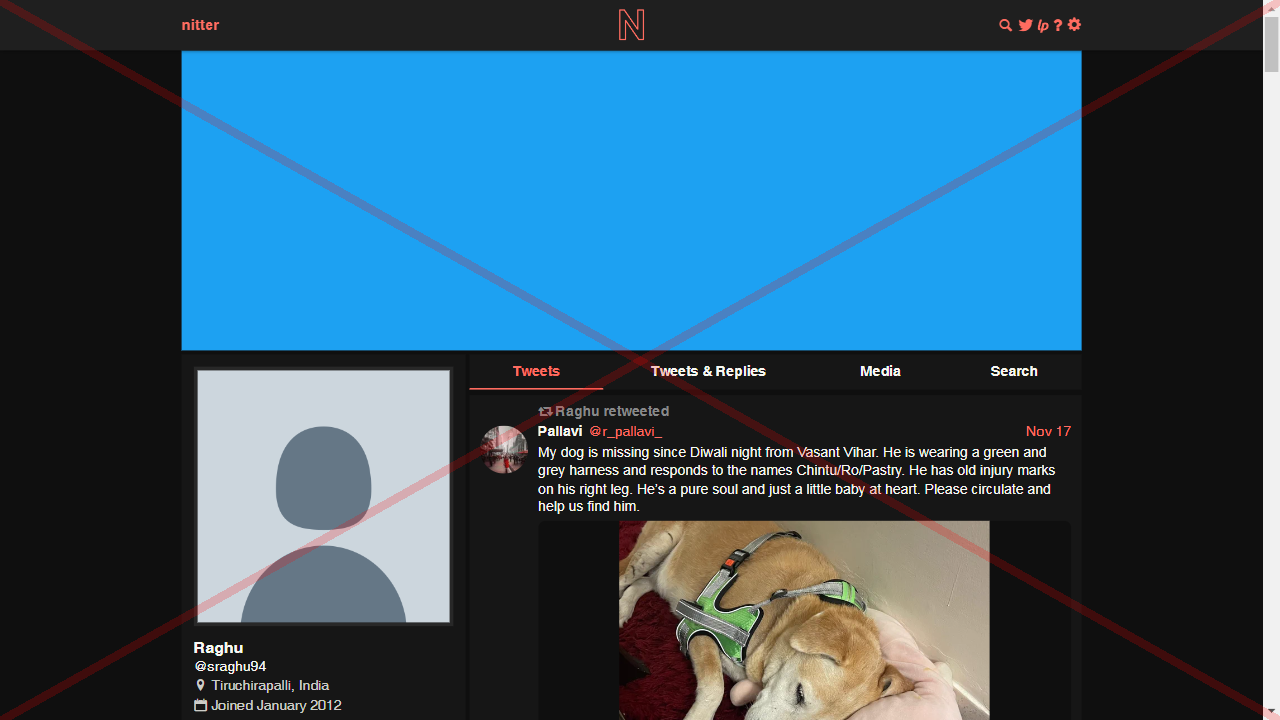 nitter
N
lp ?
Tweets
Tweets & Replies
Media
Search
Raghu retweeted
Pallavi @r_pallavi_
Nov 17
My dog is missing since Diwali night from Vasant Vihar. He is wearing a green and
grey harness and responds to the names Chintu/Ro/Pastry. He has old injury marks
on his right leg. He's a pure soul and just a little baby at heart. Please circulate and
help us find him.
Raghu
@sraghu94
Tiruchirapalli, India
Joined January 2012